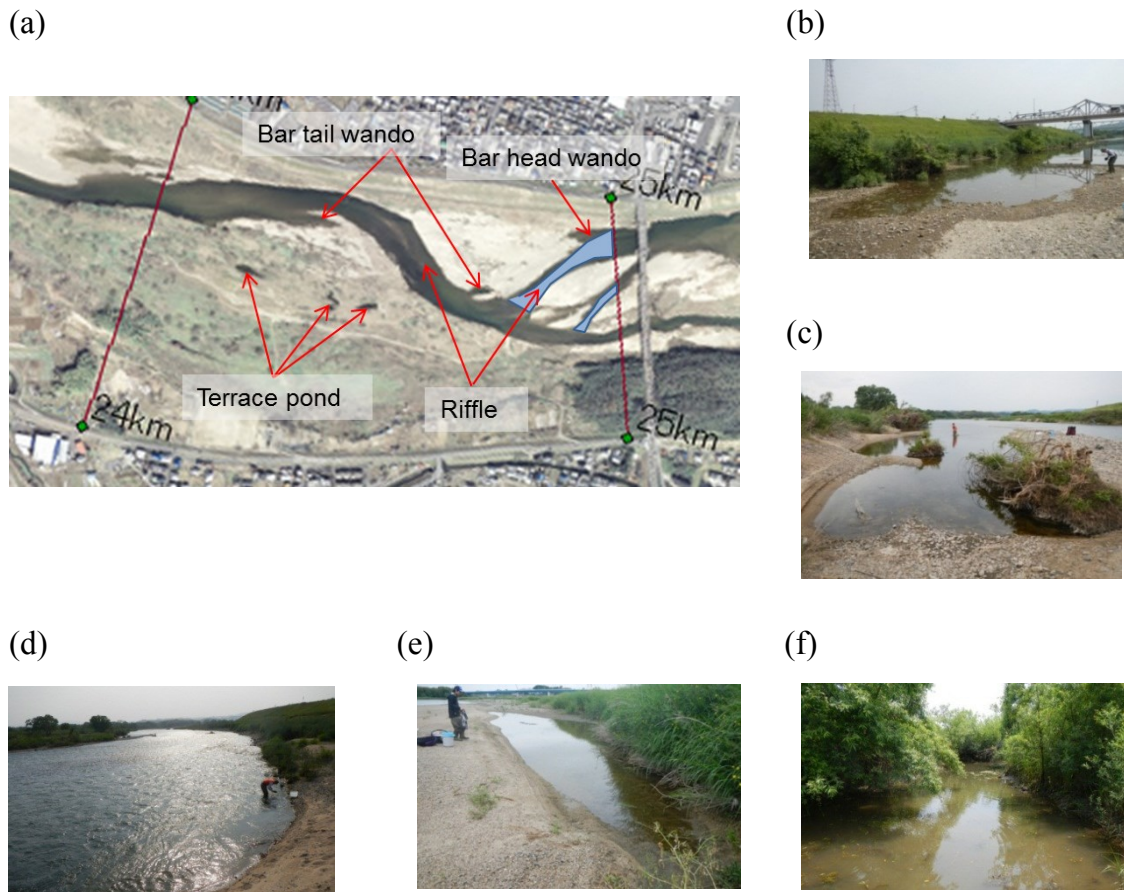 (a)
(b)
Bar tail wando
Bar head wando
25km
(c)
Terrace pond
Riffle
24km
25km
(d)
(e)
(f)